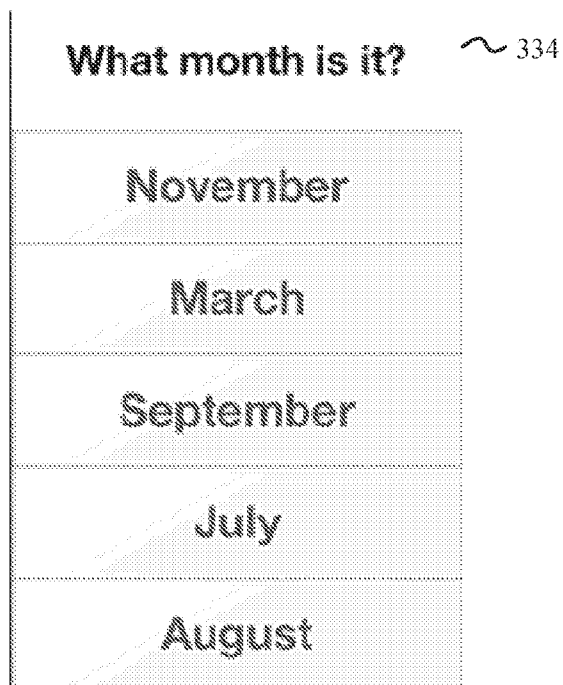 What month is it? 334
November
March
September
July
August